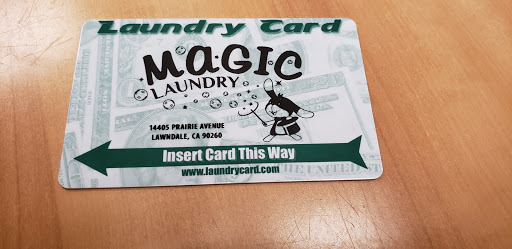 Laundry Card
MAGIC
LAUNDRY
14405 PRAIRIE AVENUE
LAWNDALE, CA 90260
Insert Card This Way
www.laundrycard.com